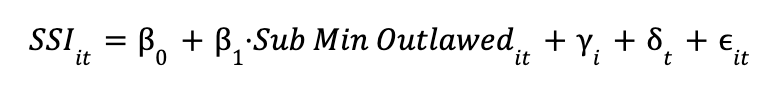 SSI_it = β_0 + β_1·Sub Min Outlawed_it + γ_i + δ_t + ϵ_it